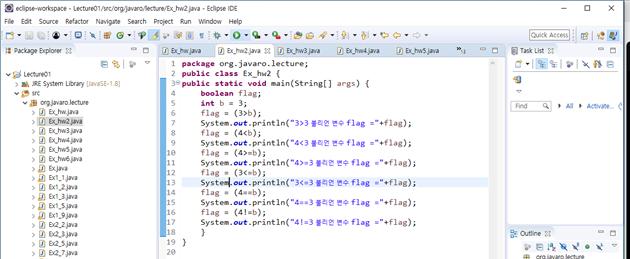 eclipse-workspace - Lecture01/src/org/javaro/lecture/Ex_hw2.java - Eclipse IDE
File Edit Source Refactor Navigate Search Project Run Window Help
Quick Access
Package Explorer
Lecture01
JRE System Library [JavaSE-1.8]
src
org.javaro.lecture
Ex_hw.java
Ex_hw2.java
Ex_hw3.java
Ex_hw4.java
Ex_hw5.java
Ex_hw6.java
Ex.java
Ex1_1.java
Ex1_2.java
Ex1_3.java
Ex1_5.java
Ex1_9.java
Ex2_2.java
Ex2_3.java
Ex2_5.java
Ex2_7.java
Ex_hw.java
Ex_hw2.java
Ex_hw3.java
Ex_hw4.java
Ex_hw5.java
1 package org.javaro.lecture;
2 public class Ex_hw2 {
3 public static void main(String[] args) {
4 boolean flag;
5 int b = 3;
6 flag = (3>b);
7 System.out.println("3>3 불리언 변수 flag ="+flag);
8 flag = (4<b);
9 System.out.println("4<3 불리언 변수 flag ="+flag);
10 flag = (4>=b);
11 System.out.println("4>=3 불리언 변수 flag ="+flag);
12 flag = (3<=b);
13 System.out.println("3<=3 불리언 변수 flag ="+flag);
14 flag = (4==b);
15 System.out.println("4==3 불리언 변수 flag ="+flag);
16 flag = (4!=b);
17 System.out.println("4!=3 불리언 변수 flag ="+flag);
18 }
19 }
Task List
Find
All
Activate...
Outline
org.javaro.lecture